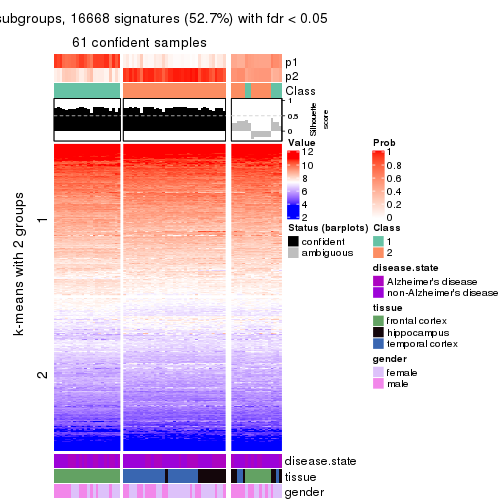 subgroups, 16668 signatures (52.7%) with fdr < 0.05
61 confident samples
p1
p2
Class
1
0.5
0
Silhouette
score
k-means with 2 groups
1
2
Value
12
10
8
6
4
2
Prob
1
0.8
0.6
0.4
0.2
0
Status (barplots)
confident
ambiguous
Class
1
2
disease.state
Alzheimer's disease
non-Alzheimer's disease
tissue
frontal cortex
hippocampus
temporal cortex
gender
female
male
disease.state
tissue
gender